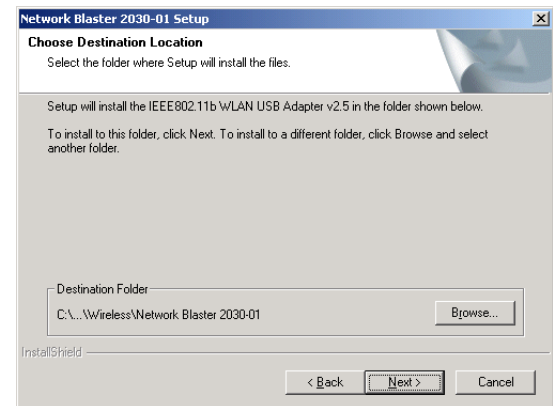 Network Blaster 2030-01 Setup
Choose Destination Location
Select the folder where Setup will install the files.
Setup will install the IEEE802.11b WLAN USB Adapter v2.5 in the folder shown below.
To install to this folder, click Next. To install to a different folder, click Browse and select
another folder.
Destination Folder
C:\...\Wireless\Network Blaster 2030-01
Browse...
InstallShield
< Back
Next >
Cancel